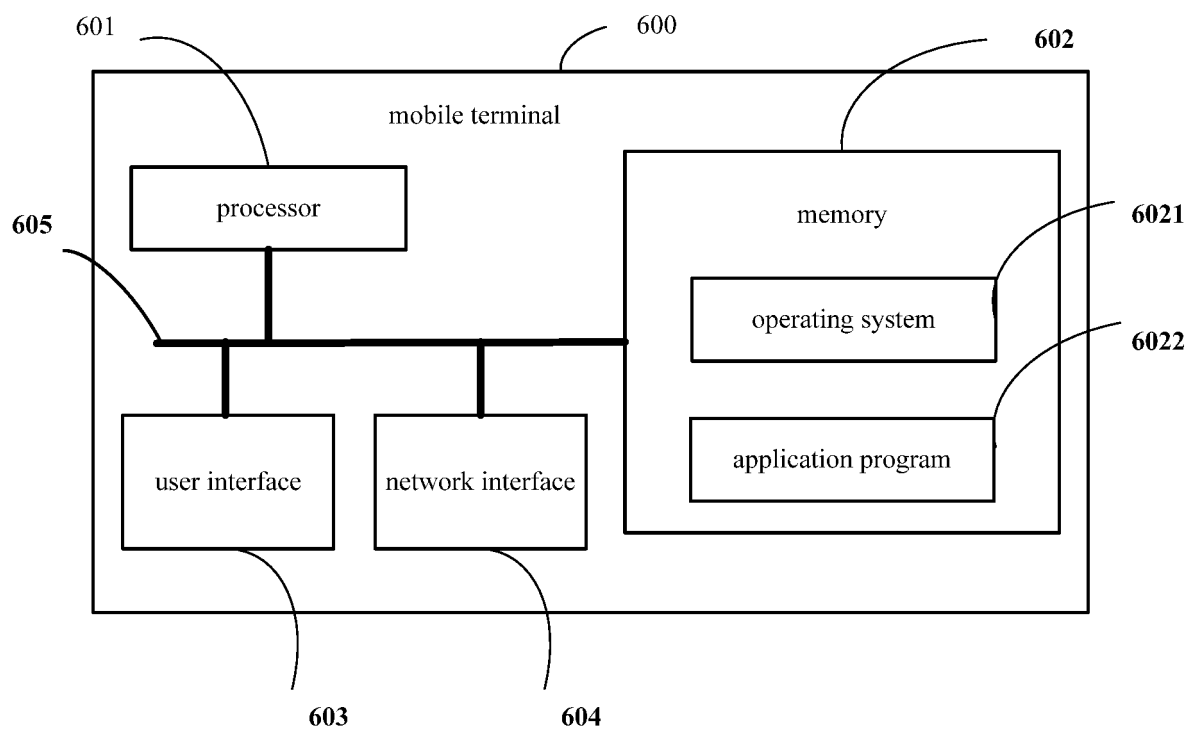 601
600
602
mobile terminal
processor
memory
605
6021
operating system
6022
application program
user interface
network interface
603
604